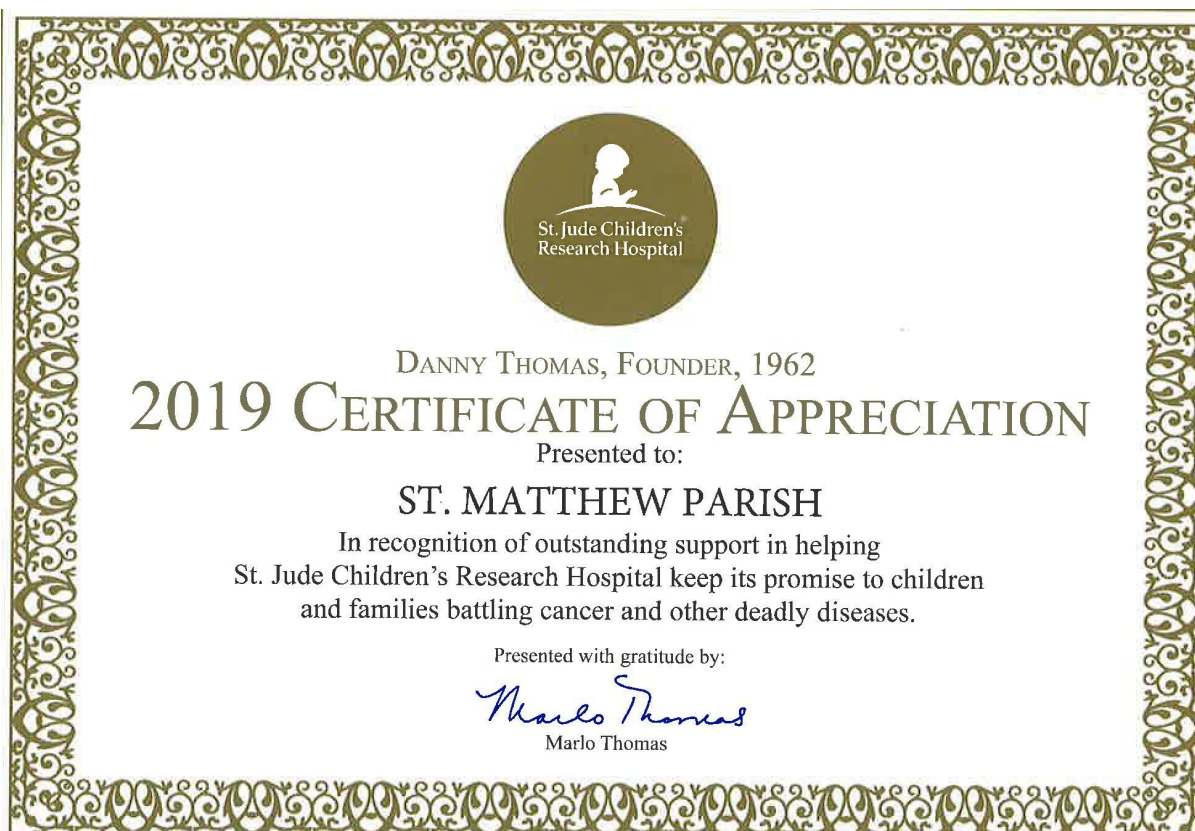 St. Jude Children's
Research Hospital
DANNY THOMAS, FOUNDER, 1962
2019 CERTIFICATE OF APPRECIATION
Presented to:
ST. MATTHEW PARISH
In recognition of outstanding support in helping
St. Jude Children's Research Hospital keep its promise to children
and families battling cancer and other deadly diseases.
Presented with gratitude by:
Marlo Thomas
Marlo Thomas